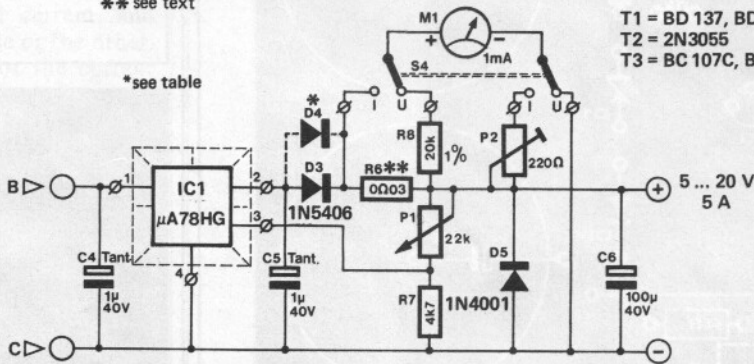 ** see text
*see table
T1 = BD 137, BD
T2 = 2N3055
T3 = BC 107C, B
M1
+
−
1mA
S4
I
U
I
U
*
D4
R8
20k
1%
P2
220Ω
B
1
IC1
µA78HG
2
3
4
D3
1N5406
R6**
0Ω03
+
5 ... 20 V
5 A
P1
22k
C4
Tant.
1µ
40V
C5
Tant.
1µ
40V
R7
4k7
D5
1N4001
C6
100µ
40V
C
−